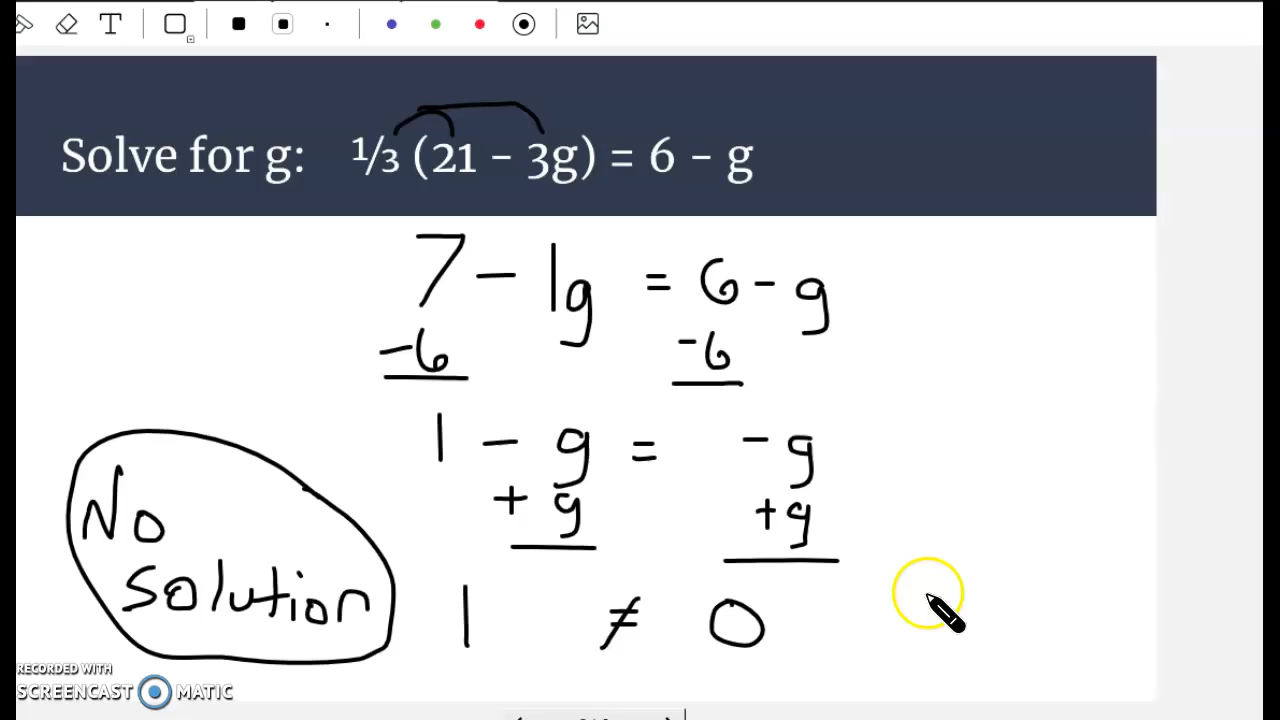 T
Solve for g: ⅓ (21 - 3g) = 6 - g
7 - 1g = 6 - g
-6 -6
1 - g = - g
+ g + g
No
solution
1 ≠ 0
RECORDED WITH
SCREENCAST MATIC